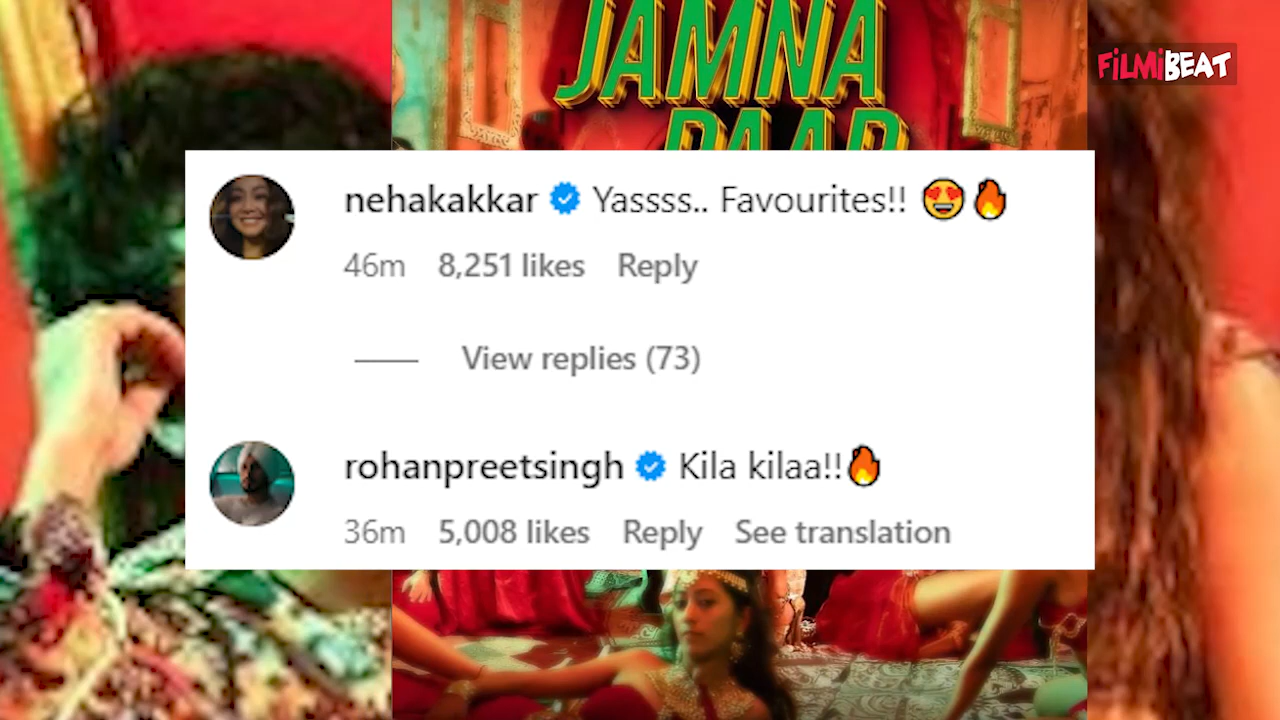 JAMNA
PAAR
FiLMiBEAT
nehakakkar Yassss.. Favourites!! 😍🔥
46m 8,251 likes Reply
View replies (73)
rohanpreetsingh Kila kilaa!!🔥
36m 5,008 likes Reply See translation